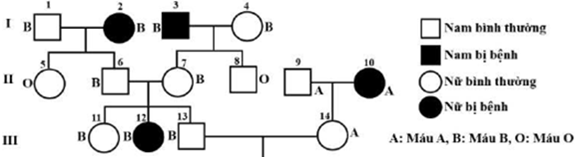 1 2 3 4
I B B B B Nam bình thường
Nam bị bệnh
5 6 7 8 9 10
II O B B O A A Nữ bình thường
Nữ bị bệnh
11 12 13 14
III B B B A A: Máu A, B: Máu B, O: Máu O